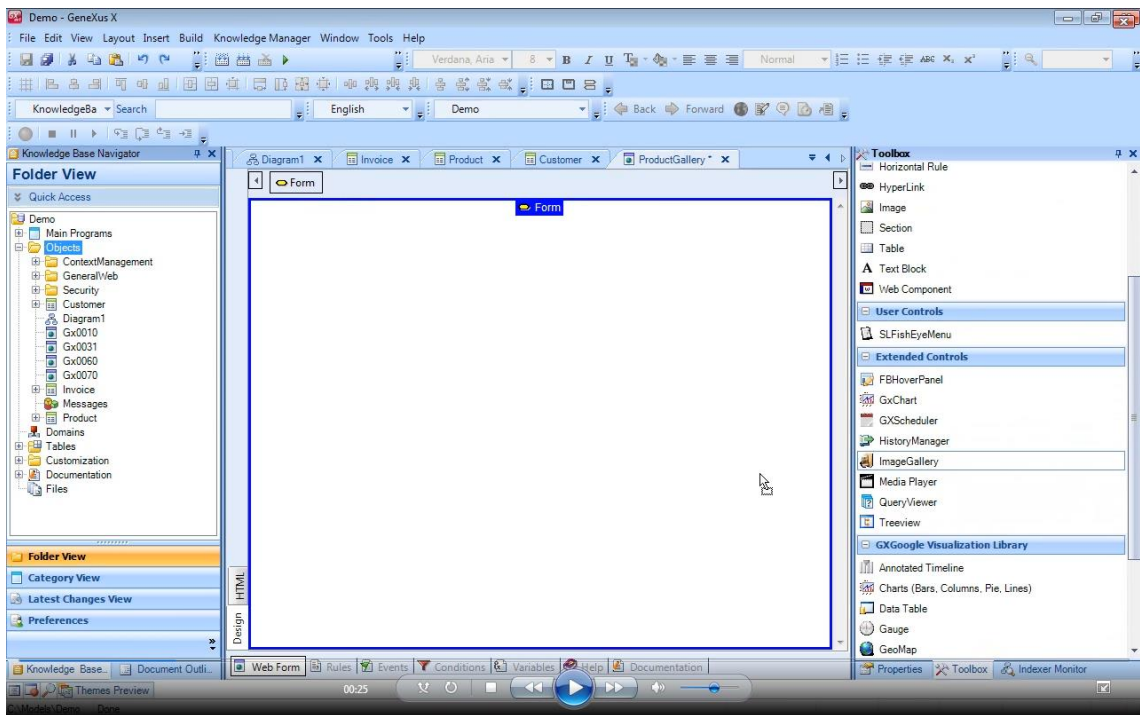 Demo - GeneXus X
File Edit View Layout Insert Build Knowledge Manager Window Tools Help
Verdana, Aria 8 B I U Normal ABC
KnowledgeBa Search English Demo Back Forward
Knowledge Base Navigator
Folder View
Quick Access
Demo
Main Programs
Objects
ContextManagement
GeneralWeb
Security
Customer
Diagram1
Gx0010
Gx0031
Gx0060
Gx0070
Invoice
Messages
Product
Domains
Tables
Customization
Documentation
Files
Folder View
Category View
Latest Changes View
Preferences
Knowledge Base... Document Outli...
Themes Preview
C:\Models\Demo Done
Diagram1 Invoice Product Customer ProductGallery *
Form
Form
HTML
Design
Web Form Rules Events Conditions Variables Help Documentation
00:25
Toolbox
Horizontal Rule
HyperLink
Image
Section
Table
A Text Block
Web Component
User Controls
SLFishEyeMenu
Extended Controls
FBHoverPanel
GxChart
GXScheduler
HistoryManager
ImageGallery
Media Player
QueryViewer
Treeview
GXGoogle Visualization Library
Annotated Timeline
Charts (Bars, Columns, Pie, Lines)
Data Table
Gauge
GeoMap
Properties Toolbox Indexer Monitor